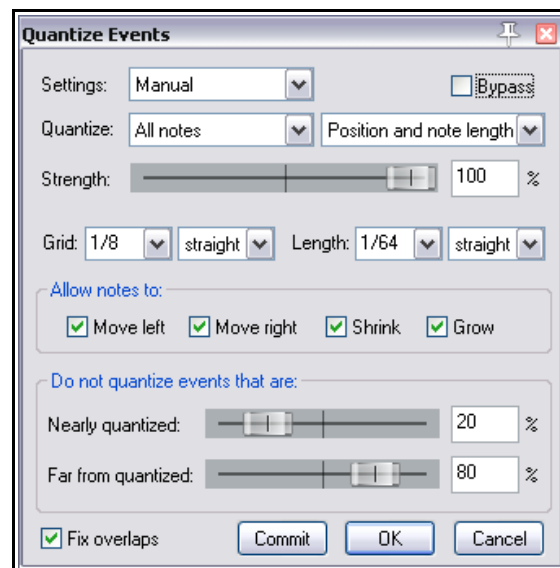 Quantize Events
Settings: Manual Bypass
Quantize: All notes Position and note length
Strength: 100 %
Grid: 1/8 straight Length: 1/64 straight
Allow notes to:
Move left Move right Shrink Grow
Do not quantize events that are:
Nearly quantized: 20 %
Far from quantized: 80 %
Fix overlaps Commit OK Cancel